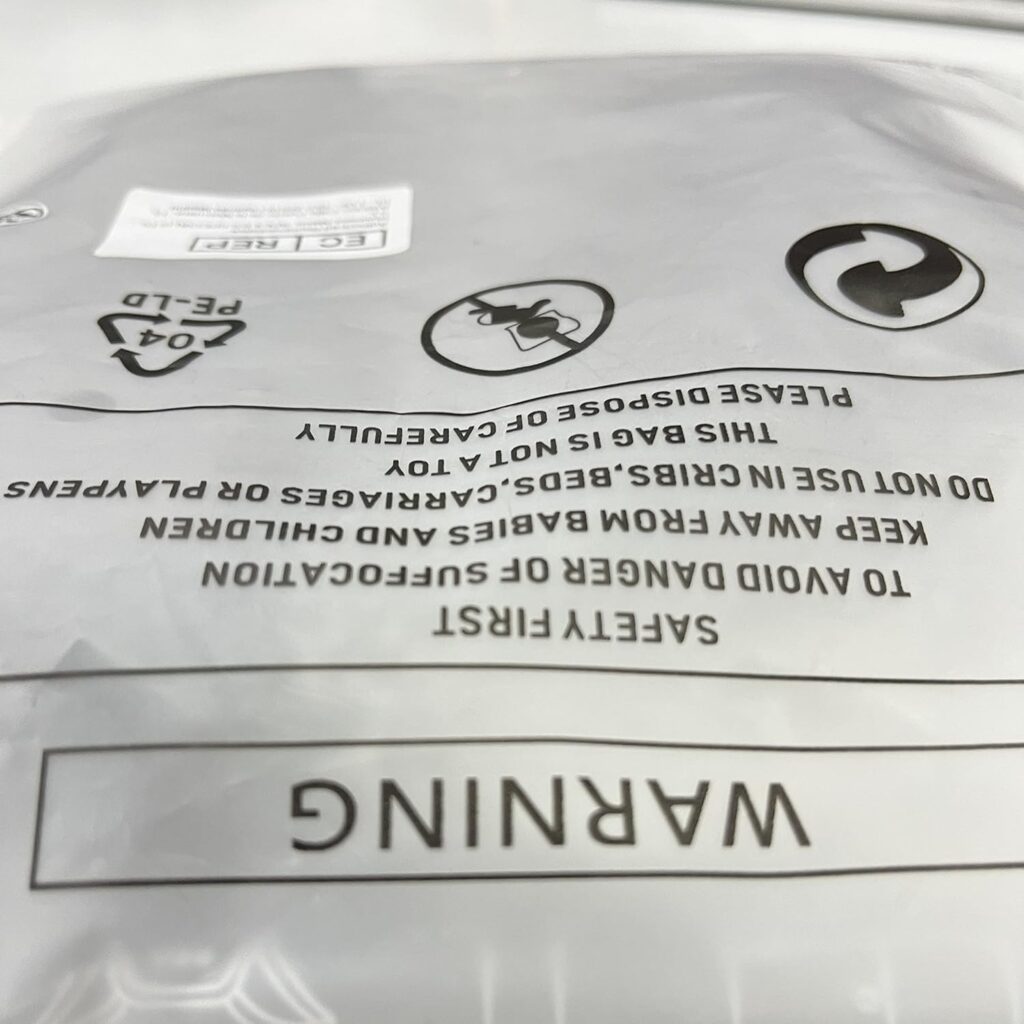 WARNING
SAFETY FIRST
TO AVOID DANGER OF SUFFOCATION
KEEP AWAY FROM BABIES AND CHILDREN
DO NOT USE IN CRIBS,BEDS,CARRIAGES OR PLAYPENS
THIS BAG IS NOT A TOY
PLEASE DISPOSE OF CAREFULLY
04
PE-LD
EC REP